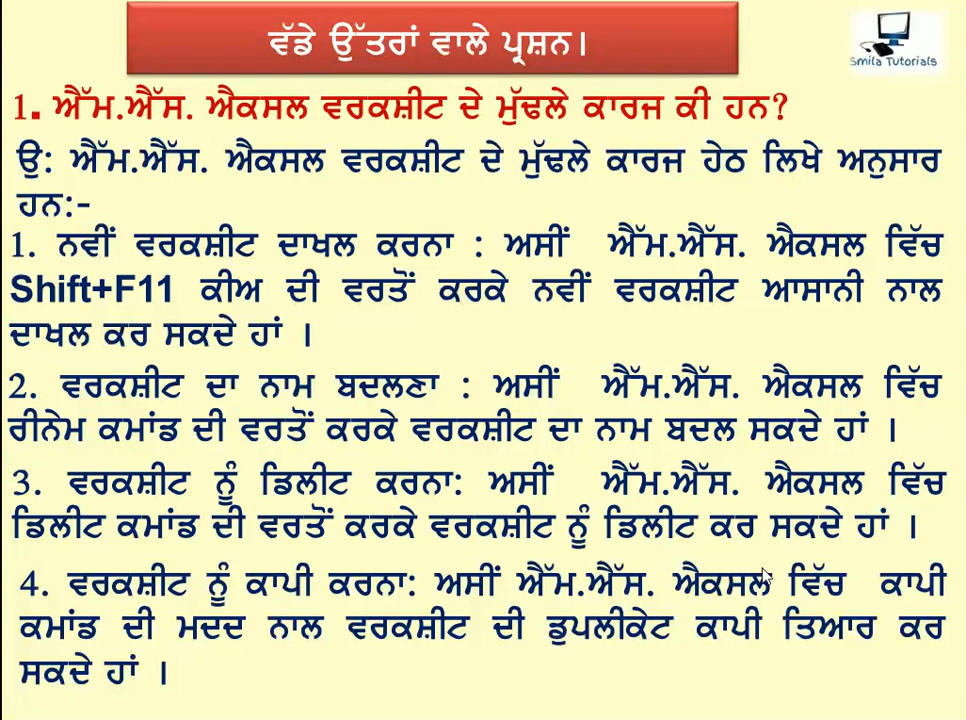 ਵੱਡੇ ਉੱਤਰਾਂ ਵਾਲੇ ਪ੍ਰਸ਼ਨ।
Smila Tutorials
1. ਐੱਮ.ਐੱਸ. ਐਕਸਲ ਵਰਕਸ਼ੀਟ ਦੇ ਮੁੱਢਲੇ ਕਾਰਜ ਕੀ ਹਨ?
ਉ: ਐੱਮ.ਐੱਸ. ਐਕਸਲ ਵਰਕਸ਼ੀਟ ਦੇ ਮੁੱਢਲੇ ਕਾਰਜ ਹੇਠ ਲਿਖੇ ਅਨੁਸਾਰ
ਹਨ:-
1. ਨਵੀਂ ਵਰਕਸ਼ੀਟ ਦਾਖਲ ਕਰਨਾ : ਅਸੀਂ ਐੱਮ.ਐੱਸ. ਐਕਸਲ ਵਿੱਚ
Shift+F11 ਕੀਅ ਦੀ ਵਰਤੋਂ ਕਰਕੇ ਨਵੀਂ ਵਰਕਸ਼ੀਟ ਆਸਾਨੀ ਨਾਲ
ਦਾਖਲ ਕਰ ਸਕਦੇ ਹਾਂ ।
2. ਵਰਕਸ਼ੀਟ ਦਾ ਨਾਮ ਬਦਲਣਾ : ਅਸੀਂ ਐੱਮ.ਐੱਸ. ਐਕਸਲ ਵਿੱਚ
ਰੀਨੇਮ ਕਮਾਂਡ ਦੀ ਵਰਤੋਂ ਕਰਕੇ ਵਰਕਸ਼ੀਟ ਦਾ ਨਾਮ ਬਦਲ ਸਕਦੇ ਹਾਂ ।
3. ਵਰਕਸ਼ੀਟ ਨੂੰ ਡਿਲੀਟ ਕਰਨਾ: ਅਸੀਂ ਐੱਮ.ਐੱਸ. ਐਕਸਲ ਵਿੱਚ
ਡਿਲੀਟ ਕਮਾਂਡ ਦੀ ਵਰਤੋਂ ਕਰਕੇ ਵਰਕਸ਼ੀਟ ਨੂੰ ਡਿਲੀਟ ਕਰ ਸਕਦੇ ਹਾਂ ।
4. ਵਰਕਸ਼ੀਟ ਨੂੰ ਕਾਪੀ ਕਰਨਾ: ਅਸੀਂ ਐੱਮ.ਐੱਸ. ਐਕਸਲ ਵਿੱਚ ਕਾਪੀ
ਕਮਾਂਡ ਦੀ ਮਦਦ ਨਾਲ ਵਰਕਸ਼ੀਟ ਦੀ ਡੁਪਲੀਕੇਟ ਕਾਪੀ ਤਿਆਰ ਕਰ
ਸਕਦੇ ਹਾਂ ।